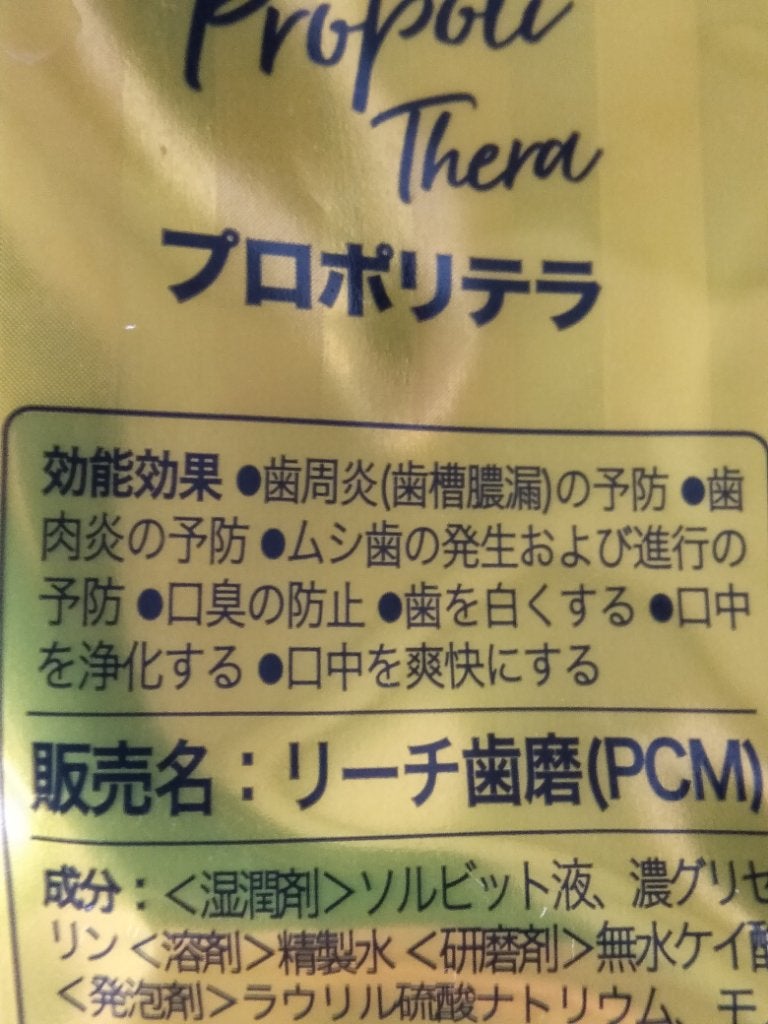 Propoli
Thera
プロポリテラ
効能効果 ●歯周炎(歯槽膿漏)の予防 ●歯
肉炎の予防 ●ムシ歯の発生および進行の
予防 ●口臭の防止 ●歯を白くする ●口中
を浄化する ●口中を爽快にする
販売名：リーチ歯磨(PCM)
成分：＜湿潤剤＞ソルビット液、濃グリセ
リン＜溶剤＞精製水＜研磨剤＞無水ケイ酸
＜発泡剤＞ラウリル硫酸ナトリウム、モ